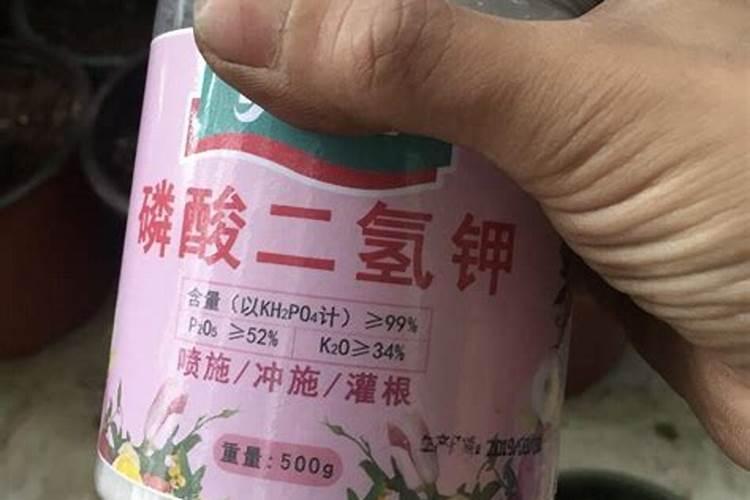 磷酸二氢钾
含量（以KH₂PO₄计）≥99%
P₂O₅ ≥52% K₂O≥34%
喷施/冲施/灌根
重量：500g